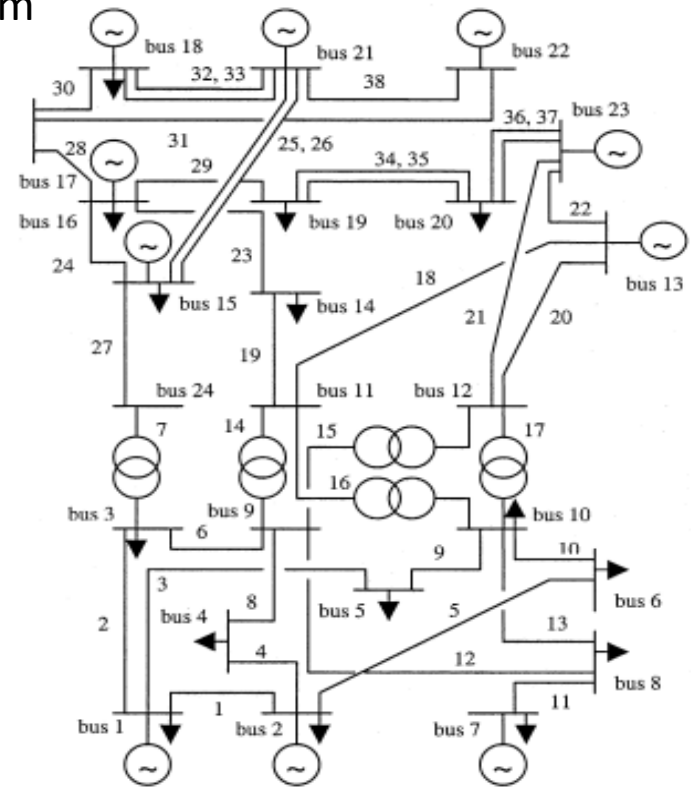 m
~ bus 18 ~ bus 21 ~ bus 22
30 32, 33 38
36, 37 bus 23
~
31 25, 26
28 ~ 29 34, 35
bus 17
bus 16 bus 19 bus 20 22
~ ~
24 23 18 bus 13
bus 15 bus 14
27 19 21 20
bus 24 bus 11 bus 12
7 14 15 17
16
bus 3 bus 9 bus 10
6 9 10
3 bus 5 5 bus 6
2 bus 4 8 13
4 12
bus 8
1 11
bus 1 bus 2 bus 7
~ ~ ~